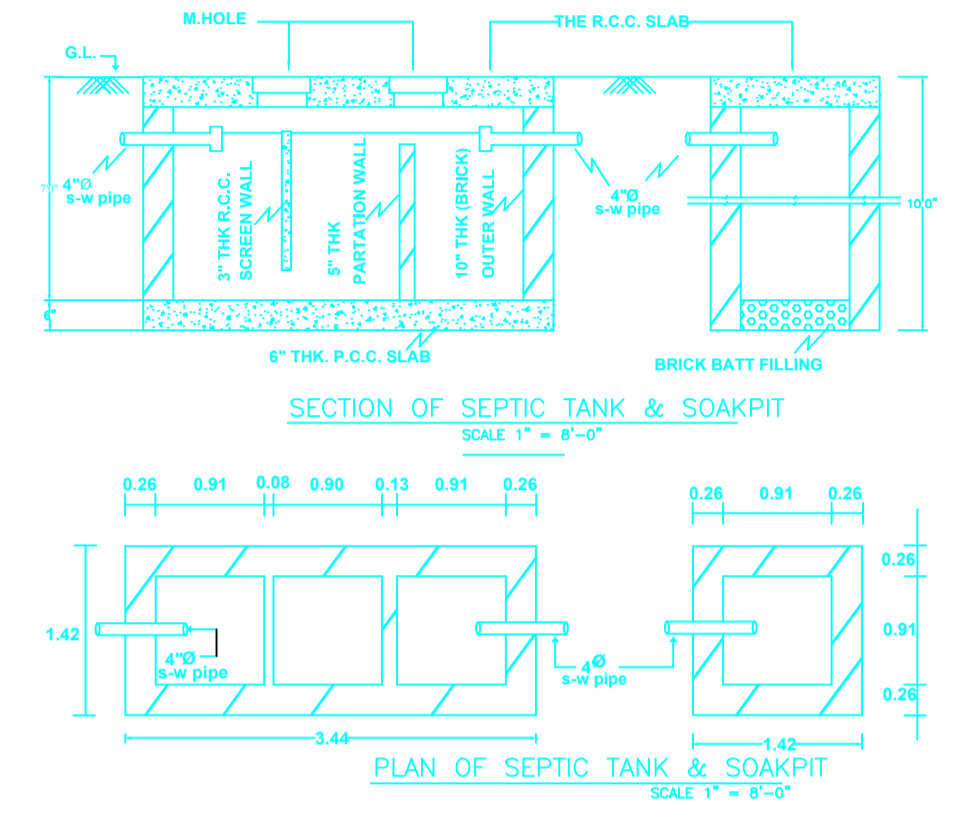 M.HOLE
THE R.C.C. SLAB
G.L.
4"Ø
s-w pipe
7'0"
6"
3" THK R.C.C.
SCREEN WALL
5" THK
PARTATION WALL
10" THK (BRICK)
OUTER WALL
4"Ø
s-w pipe
10'0"
6" THK. P.C.C. SLAB
BRICK BATT FILLING
SECTION OF SEPTIC TANK & SOAKPIT
SCALE 1" = 8'-0"
0.26 0.91 0.08 0.90 0.13 0.91 0.26
0.26 0.91 0.26
0.26
1.42
0.91
4"Ø
s-w pipe
4"Ø
s-w pipe
0.26
3.44
1.42
PLAN OF SEPTIC TANK & SOAKPIT
SCALE 1" = 8'-0"